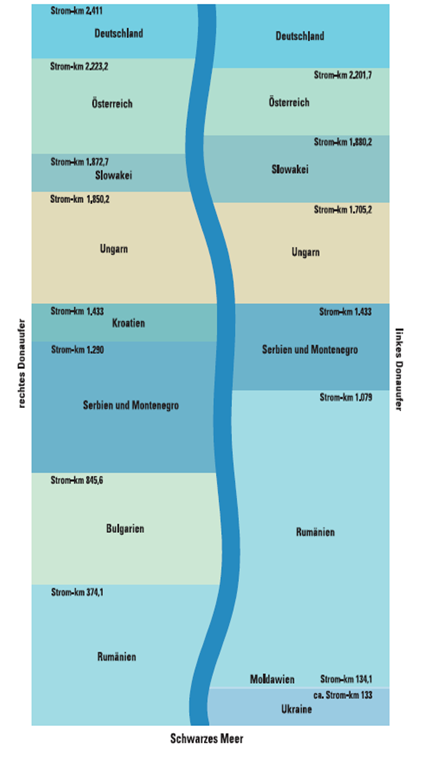 Strom-km 2,411
Deutschland
Deutschland
Strom-km 2.223,2
Strom-km 2.201,7
Österreich
Österreich
Strom-km 1,880,2
Strom-km 1.872,7
Slowakei
Slowakei
Strom-km 1,850,2
Strom-km 1.705,2
Ungarn
Ungarn
Strom-km 1.433
Strom-km 1.433
Kroatien
Strom-km 1.290
Serbien und Montenegro
rechtes Donauufer
linkes Donauufer
Strom-km 1.079
Serbien und Montenegro
Strom-km 845,6
Bulgarien
Rumänien
Strom-km 374,1
Rumänien
Moldawien Strom-km 134,1
ca. Strom-km 133
Ukraine
Schwarzes Meer